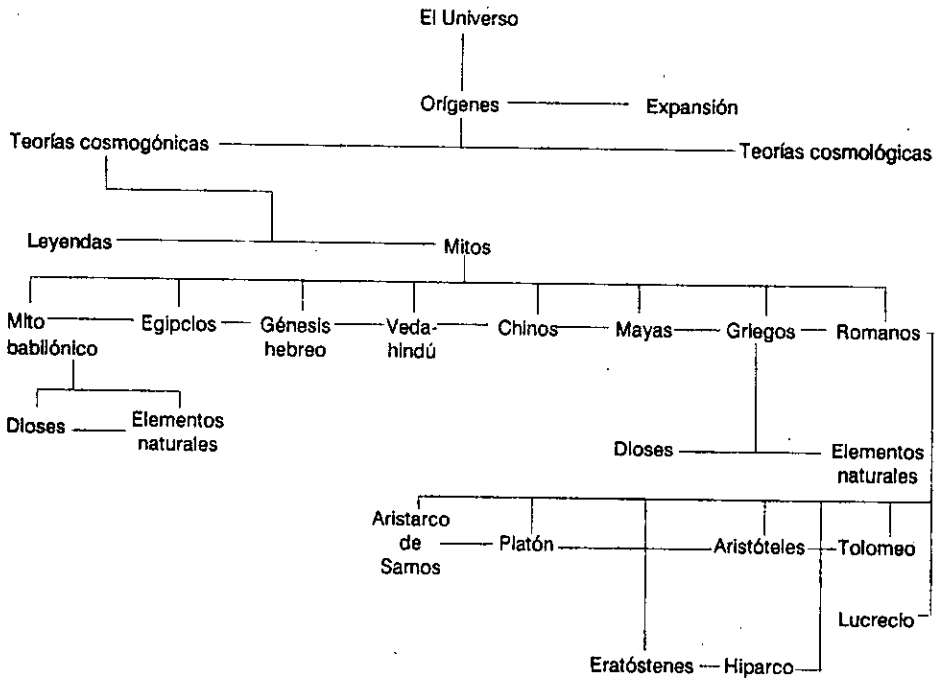 El Universo
Orígenes
Expansión
Teorías cosmogónicas
Teorías cosmológicas
Leyendas
Mitos
Mito
babilónico
Egipcios
Génesis
hebreo
Veda-
hindú
Chinos
Mayas
Griegos
Romanos
Dioses
Elementos
naturales
Dioses
Elementos
naturales
Aristarco
de
Samos
Platón
Aristóteles
Tolomeo
Lucrecio
Eratóstenes
Hiparco